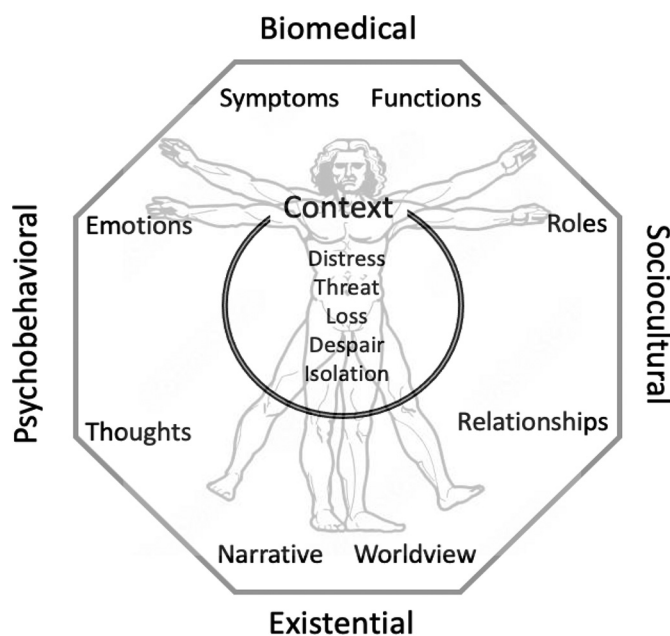 Biomedical
Symptoms Functions
Context
Emotions
Roles
Psychobehavioral
Sociocultural
Distress
Threat
Loss
Despair
Isolation
Thoughts
Relationships
Narrative Worldview
Existential